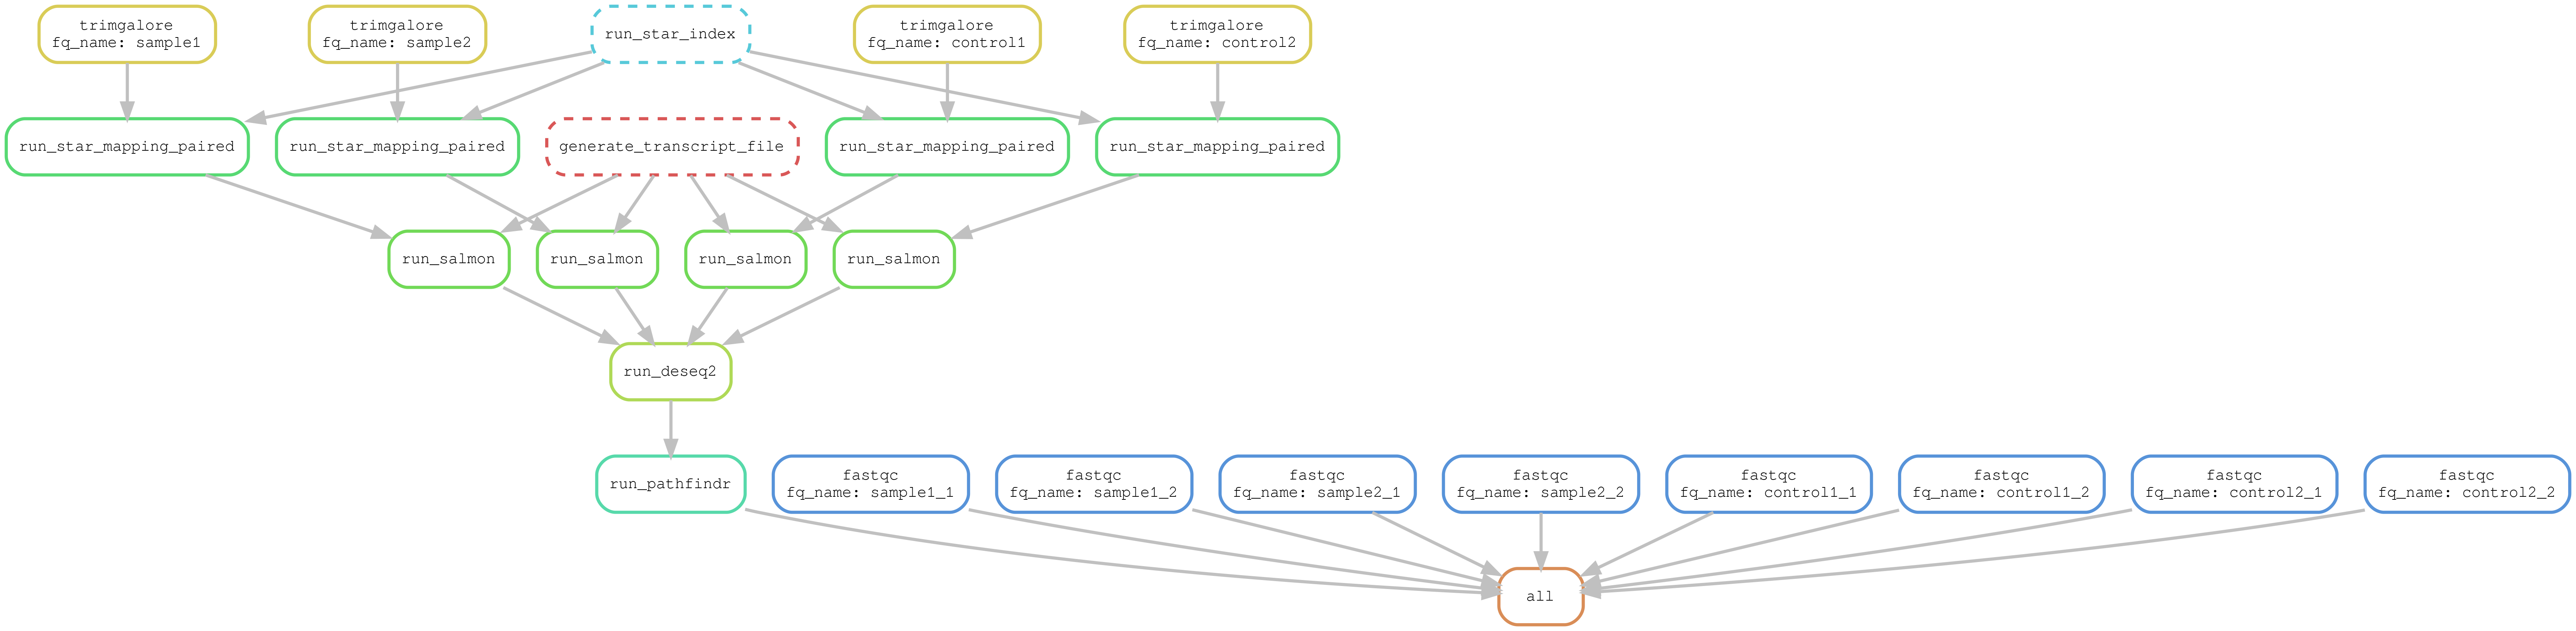 trimgalore
fq_name: sample1
trimgalore
fq_name: sample2
run_star_index
trimgalore
fq_name: control1
trimgalore
fq_name: control2
run_star_mapping_paired
run_star_mapping_paired
generate_transcript_file
run_star_mapping_paired
run_star_mapping_paired
run_salmon
run_salmon
run_salmon
run_salmon
run_deseq2
run_pathfindr
fastqc
fq_name: sample1_1
fastqc
fq_name: sample1_2
fastqc
fq_name: sample2_1
fastqc
fq_name: sample2_2
fastqc
fq_name: control1_1
fastqc
fq_name: control1_2
fastqc
fq_name: control2_1
fastqc
fq_name: control2_2
all